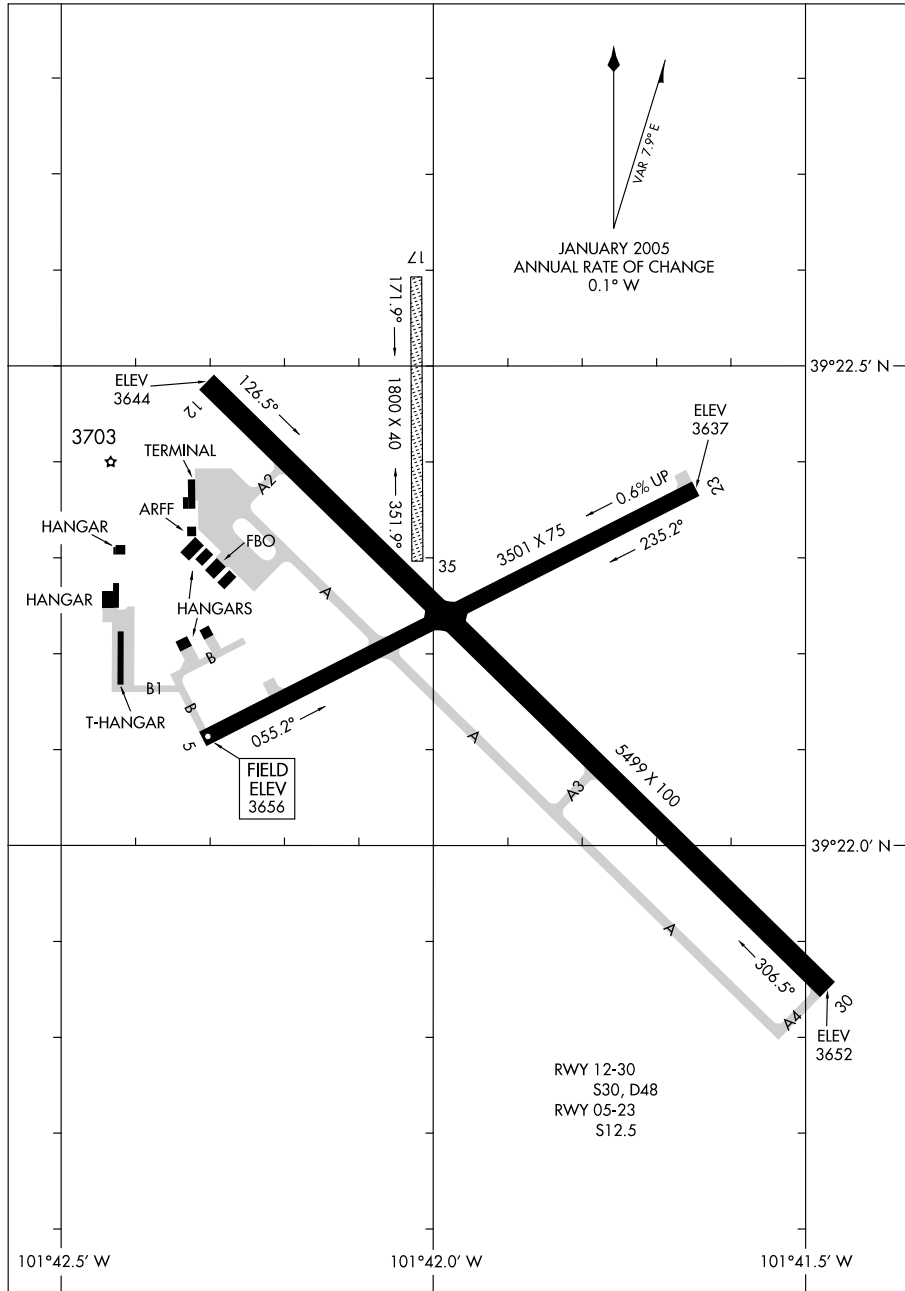 VAR 7.9° E
JANUARY 2005
ANNUAL RATE OF CHANGE
0.1° W
17
171.9°
1800 X 40
351.9°
35
39°22.5' N
ELEV
3644
12
126.5°
3703
TERMINAL
ARFF
HANGAR
FBO
HANGAR
HANGARS
A2
A
ELEV
3637
23
0.6% UP
3501 X 75
235.2°
B
B1
B
T-HANGAR
5
055.2°
FIELD
ELEV
3656
A
A3
5499 X 100
39°22.0' N
A
306.5°
30
A4
ELEV
3652
RWY 12-30
S30, D48
RWY 05-23
S12.5
101°42.5' W
101°42.0' W
101°41.5' W